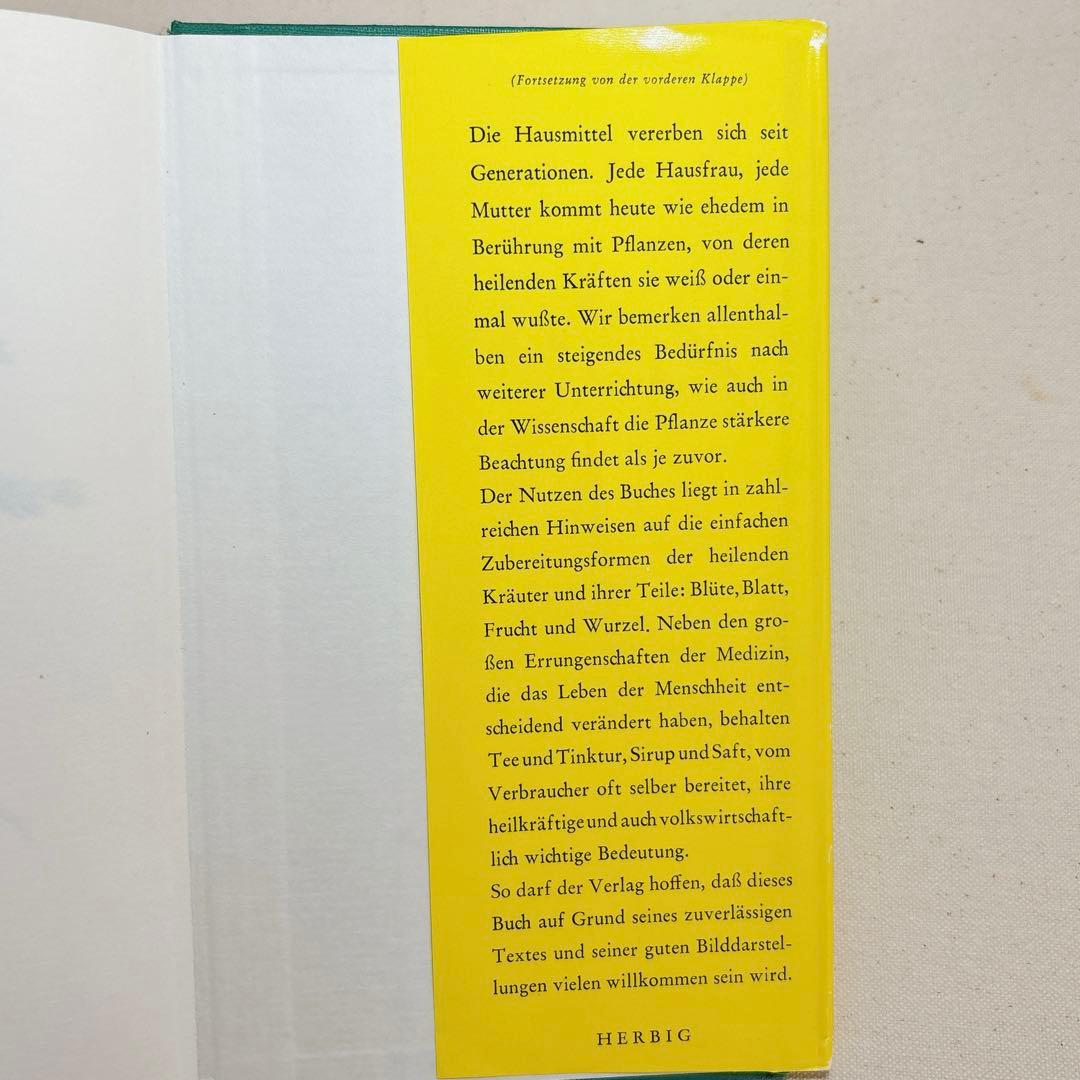 (Fortsetzung von der vorderen Klappe)
Die Hausmittel vererben sich seit
Generationen. Jede Hausfrau, jede
Mutter kommt heute wie ehedem in
Berührung mit Pflanzen, von deren
heilenden Kräften sie weiß oder ein-
mal wußte. Wir bemerken allenthal-
ben ein steigendes Bedürfnis nach
weiterer Unterrichtung, wie auch in
der Wissenschaft die Pflanze stärkere
Beachtung findet als je zuvor.
Der Nutzen des Buches liegt in zahl-
reichen Hinweisen auf die einfachen
Zubereitungsformen der heilenden
Kräuter und ihrer Teile: Blüte, Blatt,
Frucht und Wurzel. Neben den gro-
ßen Errungenschaften der Medizin,
die das Leben der Menschheit ent-
scheidend verändert haben, behalten
Tee und Tinktur, Sirup und Saft, vom
Verbraucher oft selber bereitet, ihre
heilkräftige und auch volkswirtschaft-
lich wichtige Bedeutung.
So darf der Verlag hoffen, daß dieses
Buch auf Grund seines zuverlässigen
Textes und seiner guten Bilddarstel-
lungen vielen willkommen sein wird.
HERBIG